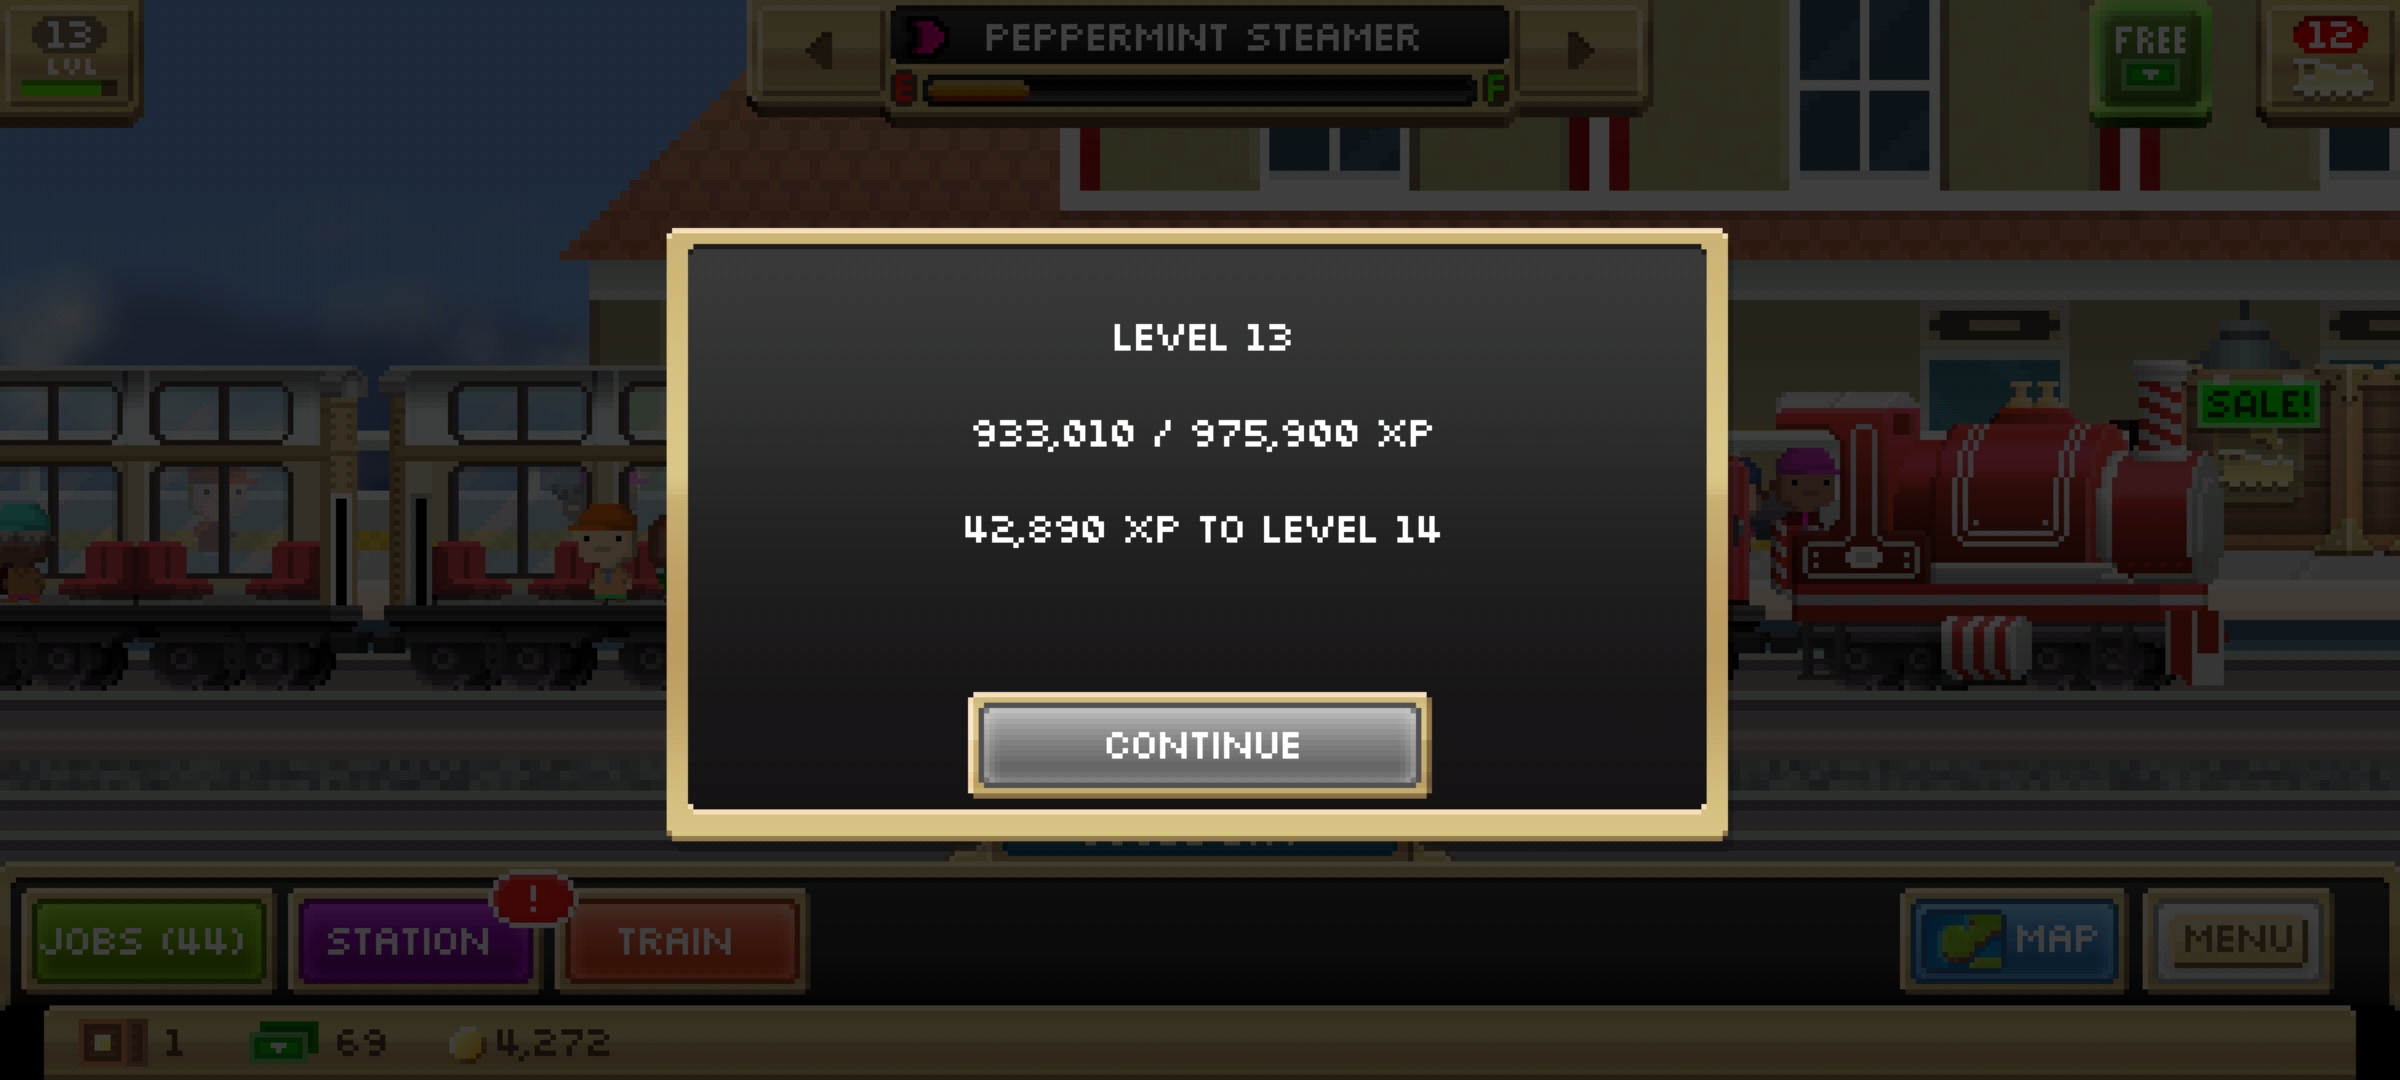 13
LVL
PEPPERMINT STEAMER
E
F
FREE
12
SALE!
LEVEL 13
933,010 / 975,900 XP
42,890 XP TO LEVEL 14
CONTINUE
JOBS (44)
STATION
!
TRAIN
MAP
MENU
1
69
4,272